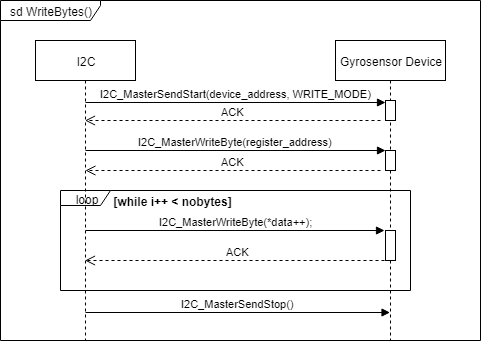 sd WriteBytes()
I2C
Gyrosensor Device
I2C_MasterSendStart(device_address, WRITE_MODE)
ACK
I2C_MasterWriteByte(register_address)
ACK
loop
[while i++ < nobytes]
I2C_MasterWriteByte(*data++);
ACK
I2C_MasterSendStop()